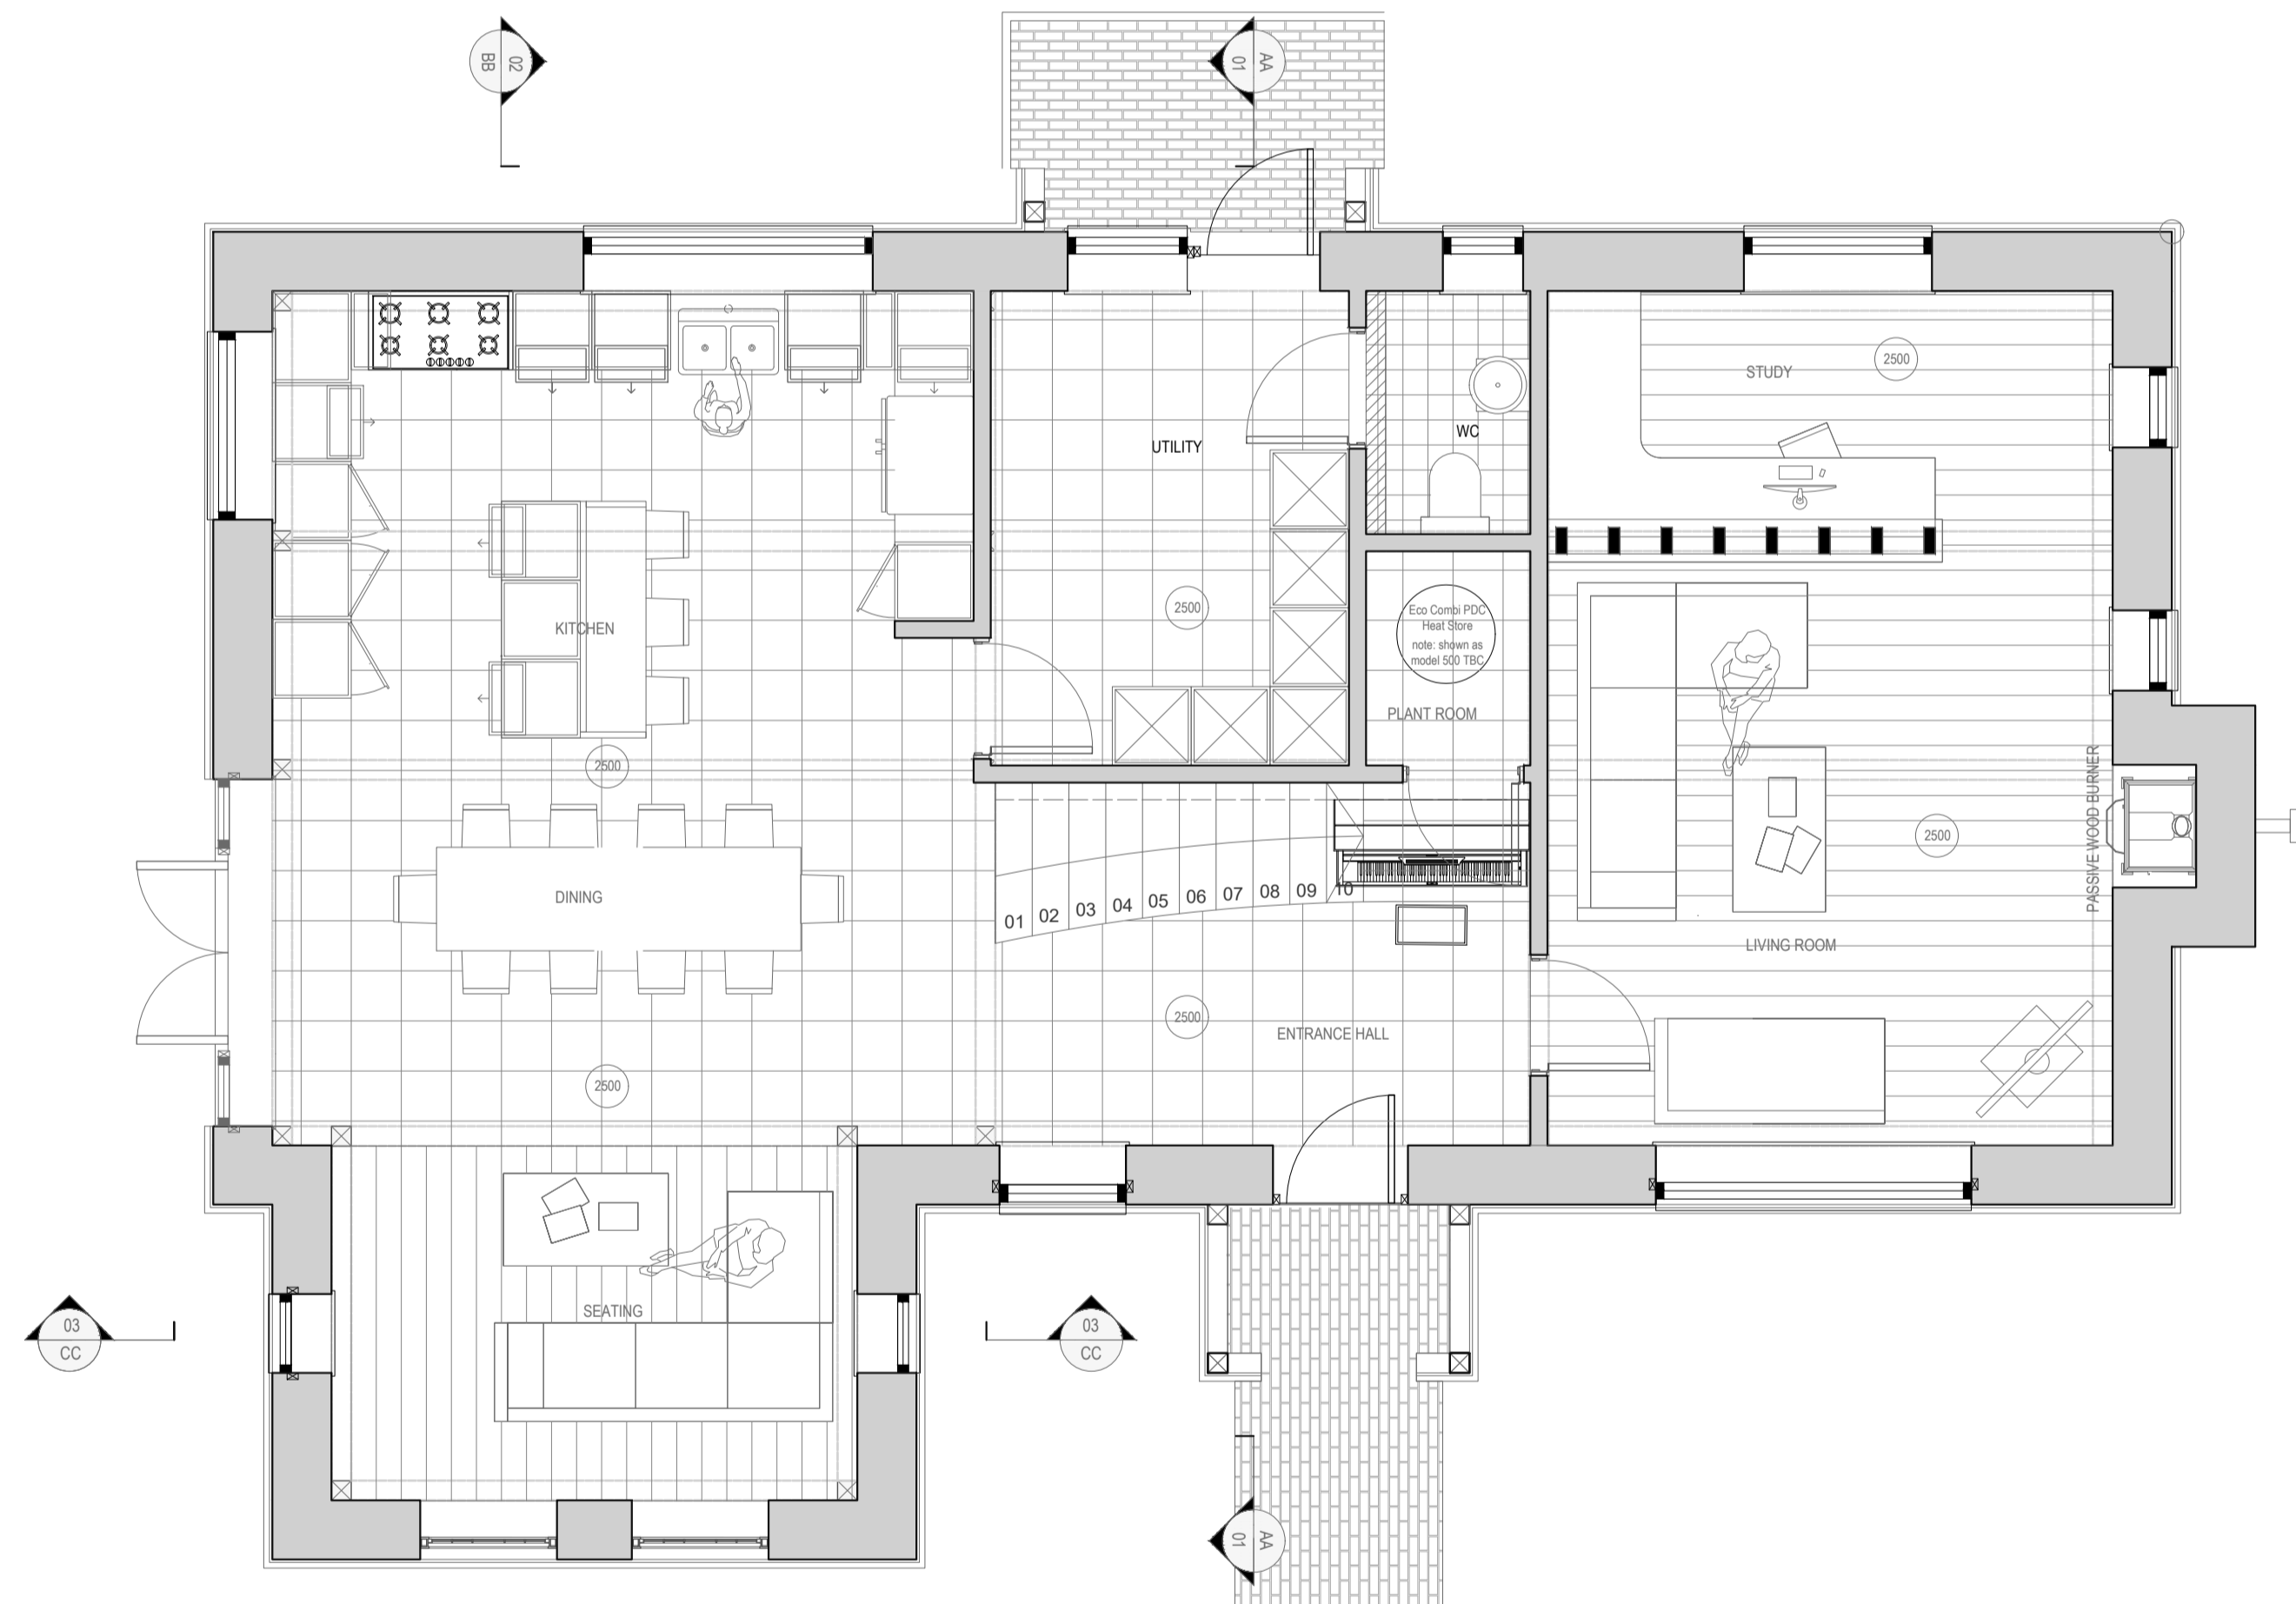 02
BB
AA
01
STUDY
2500
UTILITY
WC
2500
Eco Combi PDC
Heat Store
note: shown as
model 500 TBC
KITCHEN
PLANT ROOM
2500
PASSIVE WOOD BURNER
2500
DINING
01
02
03
04
05
06
07
08
09
10
LIVING ROOM
2500
ENTRANCE HALL
2500
SEATING
03
CC
03
CC
AA
01